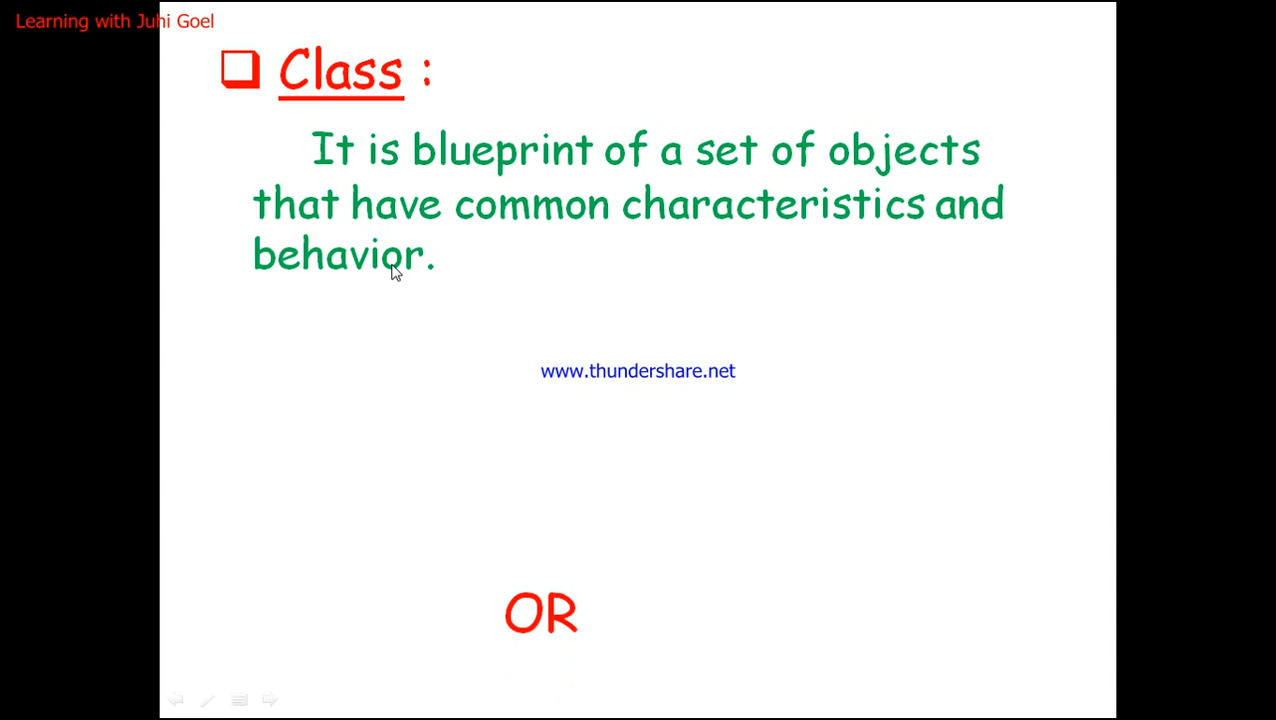 Learning with Juhi Goel
Class :
It is blueprint of a set of objects
that have common characteristics and
behavior.
www.thundershare.net
OR